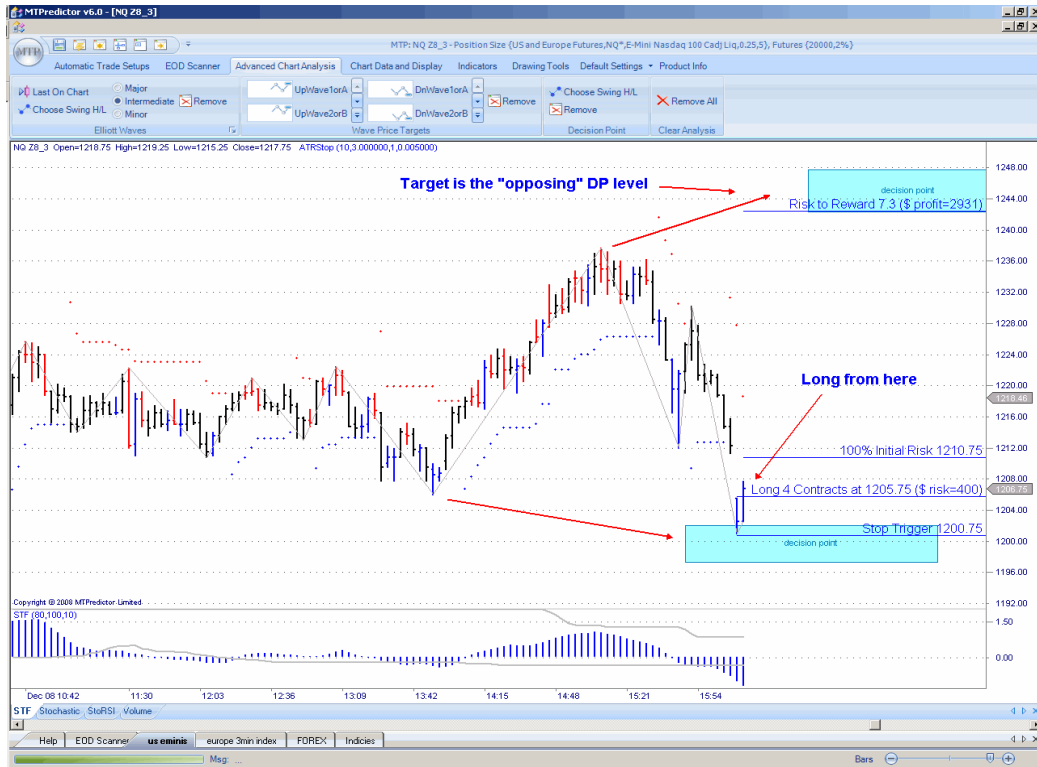 MTPredictor v6.0 - [NQ Z8_3]
MTP
MTP: NQ Z8_3 - Position Size {US and Europe Futures,NQ*,E-Mini Nasdaq 100 Cadj Liq,0.25,5}, Futures {20000,2%}
Automatic Trade Setups EOD Scanner Advanced Chart Analysis Chart Data and Display Indicators Drawing Tools Default Settings Product Info
Last On Chart
Choose Swing H/L
Major
Intermediate
Minor
Remove
Elliott Waves
UpWave1orA
UpWave2orB
DnWave1orA
DnWave2orB
Remove
Wave Price Targets
Choose Swing H/L
Remove
Decision Point
Remove All
Clear Analysis
NQ Z8_3 Open=1218.75 High=1219.25 Low=1215.25 Close=1217.75 ATRStop (10,3.000000,1,0.005000)
Target is the "opposing" DP level
decision point
Risk to Reward 7.3 ($ profit=2931)
Long from here
100% Initial Risk 1210.75
Long 4 Contracts at 1205.75 ($ risk=400)
Stop Trigger 1200.75
decision point
1248.00
1244.00
1240.00
1236.00
1232.00
1228.00
1224.00
1220.00
1218.46
1216.00
1212.00
1208.00
1206.75
1204.00
1200.00
1196.00
1192.00
Copyright @ 2008 MTPredictor Limited
STF (80,100,10)
1.50
0.00
Dec 08 10:42 11:30 12:03 12:36 13:09 13:42 14:15 14:48 15:21 15:54
STF Stochastic StoRSI Volume
Help EOD Scanner us eminis europe 3min index FOREX Indicies
Msg: ...
Bars